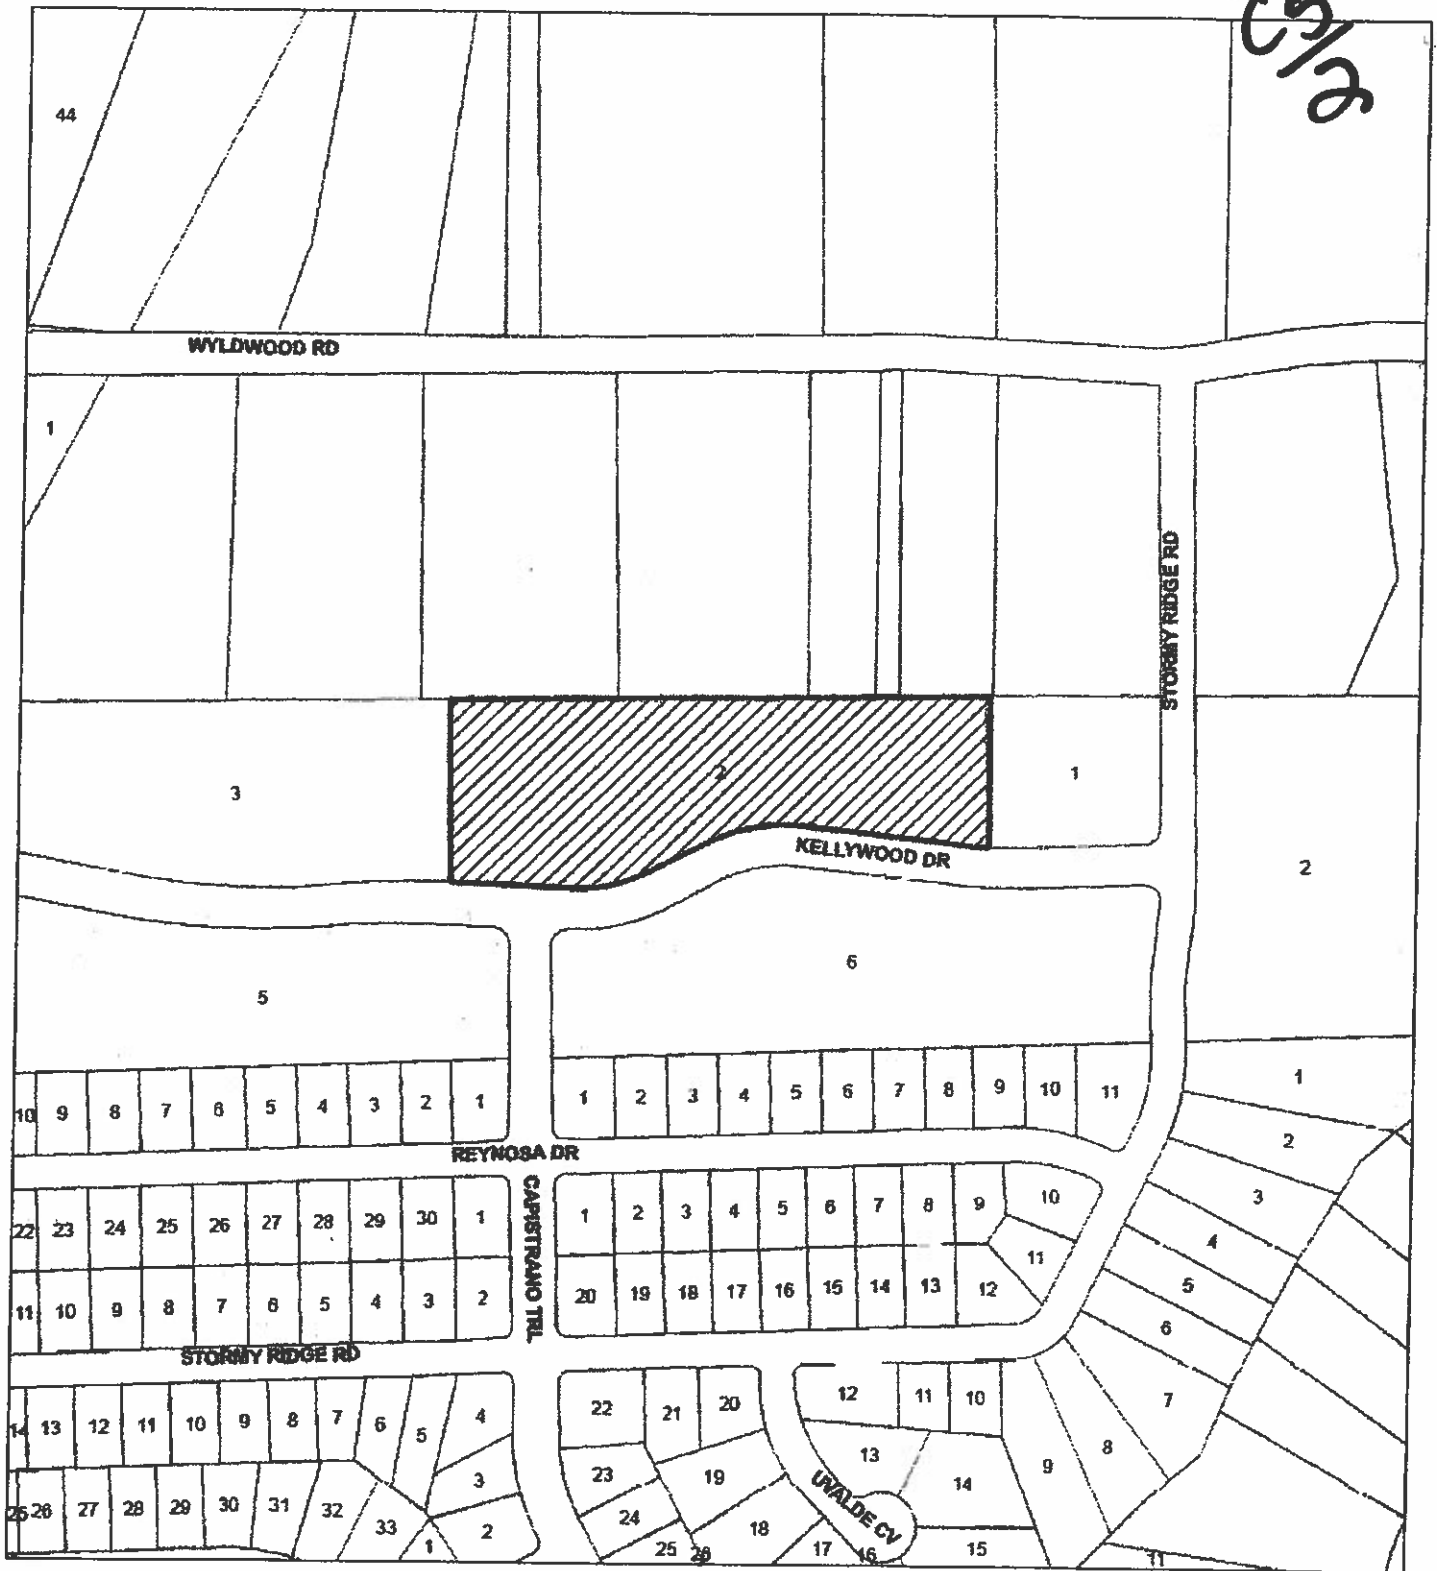 C5/2
44
WYLDWOOD RD
1
STORMY RIDGE RD
3
2
1
KELLYWOOD DR
2
6
5
1
10 9 8 7 6 5 4 3 2 1
1 2 3 4 5 6 7 8 9 10 11
2
REYNOSA DR
3
22 23 24 25 26 27 28 29 30 1
CAPISTRANO TRL
1 2 3 4 5 6 7 8 9 10
4
11
5
11 10 9 8 7 6 5 4 3 2
20 19 18 17 16 15 14 13 12
6
STORMY RIDGE RD
7
14 13 12 11 10 9 8 7 6 5 4
22 21 20
12 11 10
8
3
23 19
13
9
14
25 26 27 28 29 30 31 32 33
2
24 18
UVALDE CV
1
25 26
17 16
15
11